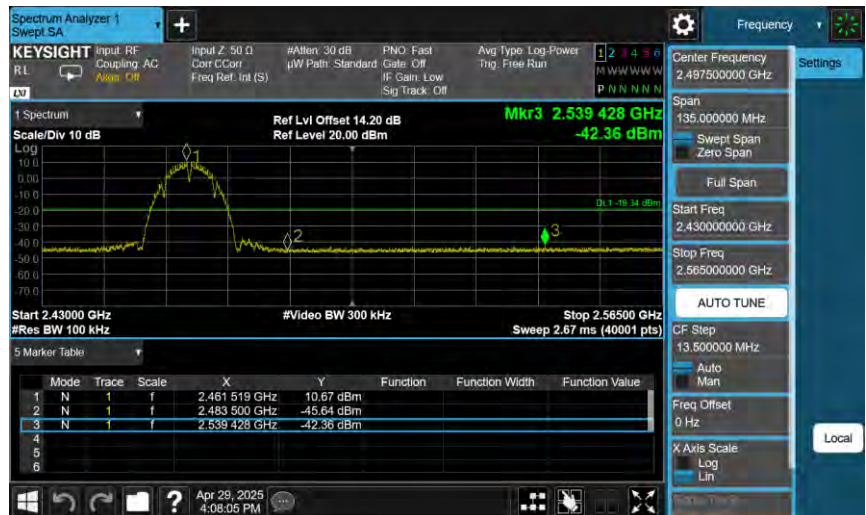 Spectrum Analyzer 1
Swept SA
+
Frequency
KEYSIGHT
RL
LXI
Input: RF
Coupling: AC
Align: Off
Input Z: 50 Ω
Corr CCorr
Freq Ref: Int (S)
#Atten: 30 dB
µW Path: Standard
PNO: Fast
Gate: Off
IF Gain: Low
Sig Track: Off
Avg Type: Log-Power
Trig: Free Run
1 2 3 4 5 6
M W W W W W
P N N N N N
1 Spectrum
Scale/Div 10 dB
Ref Lvl Offset 14.20 dB
Ref Level 20.00 dBm
Mkr3 2.539 428 GHz
-42.36 dBm
Log
10.0
0.00
-10.0
-20.0
-30.0
-40.0
-50.0
-60.0
-70.0
1
2
3
DL1 -19.34 dBm
Start 2.43000 GHz
#Res BW 100 kHz
#Video BW 300 kHz
Stop 2.56500 GHz
Sweep 2.67 ms (40001 pts)
5 Marker Table
Mode Trace Scale X Y Function Function Width Function Value
1 N 1 f 2.461 519 GHz 10.67 dBm
2 N 1 f 2.483 500 GHz -45.64 dBm
3 N 1 f 2.539 428 GHz -42.36 dBm
4
5
6
?
Apr 29, 2025
4:08:05 PM
Center Frequency
2.497500000 GHz
Settings
Span
135.000000 MHz
Swept Span
Zero Span
Full Span
Start Freq
2.430000000 GHz
Stop Freq
2.565000000 GHz
AUTO TUNE
CF Step
13.500000 MHz
Auto
Man
Freq Offset
0 Hz
X Axis Scale
Log
Lin
Local